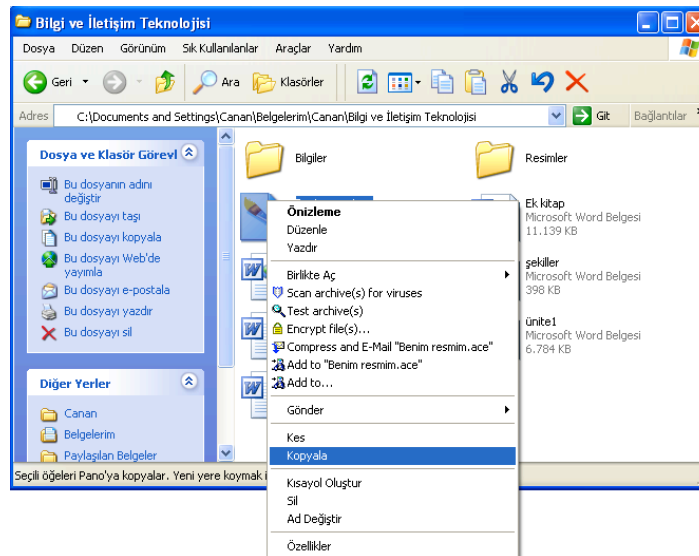 Bilgi ve İletişim Teknolojisi
Dosya Düzen Görünüm Sık Kullanılanlar Araçlar Yardım
Geri Ara Klasörler
Adres C:\Documents and Settings\Canan\Belgelerim\Canan\Bilgi ve İletişim Teknolojisi Git Bağlantılar
Dosya ve Klasör Görevl
Bu dosyanın adını
değiştir
Bu dosyayı taşı
Bu dosyayı kopyala
Bu dosyayı Web'de
yayımla
Bu dosyayı e-postala
Bu dosyayı yazdır
Bu dosyayı sil
Diğer Yerler
Canan
Belgelerim
Paylaşılan Belgeler
Bilgiler
Resimler
Ek kitap
Microsoft Word Belgesi
11.139 KB
şekiller
Microsoft Word Belgesi
398 KB
ünite1
Microsoft Word Belgesi
6.784 KB
Önizleme
Düzenle
Yazdır
Birlikte Aç
Scan archive(s) for viruses
Test archive(s)
Encrypt file(s)...
Compress and E-Mail "Benim resmim.ace"
Add to "Benim resmim.ace"
Add to...
Gönder
Kes
Kopyala
Kısayol Oluştur
Sil
Ad Değiştir
Özellikler
Seçili öğeleri Pano'ya kopyalar. Yeni yere koymak